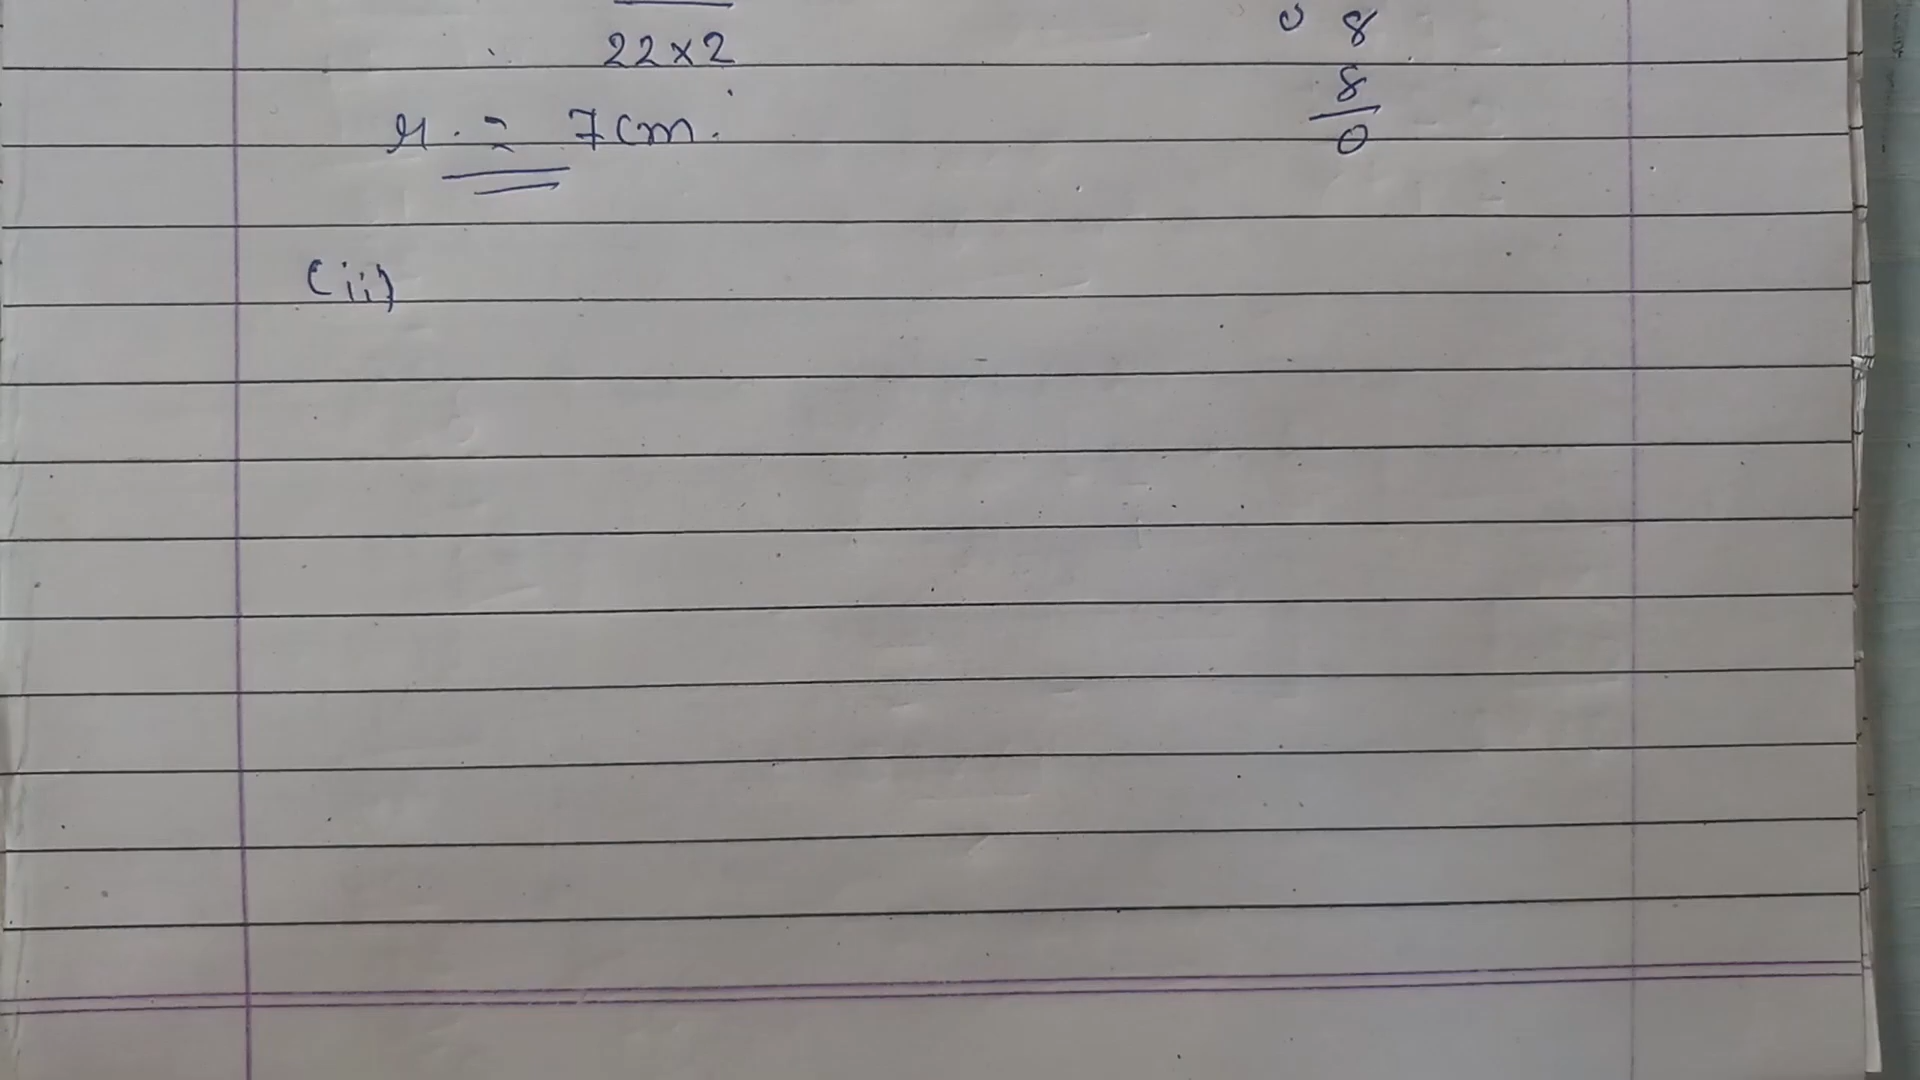 22×2
r = 7cm.
(ii)
8
8
0